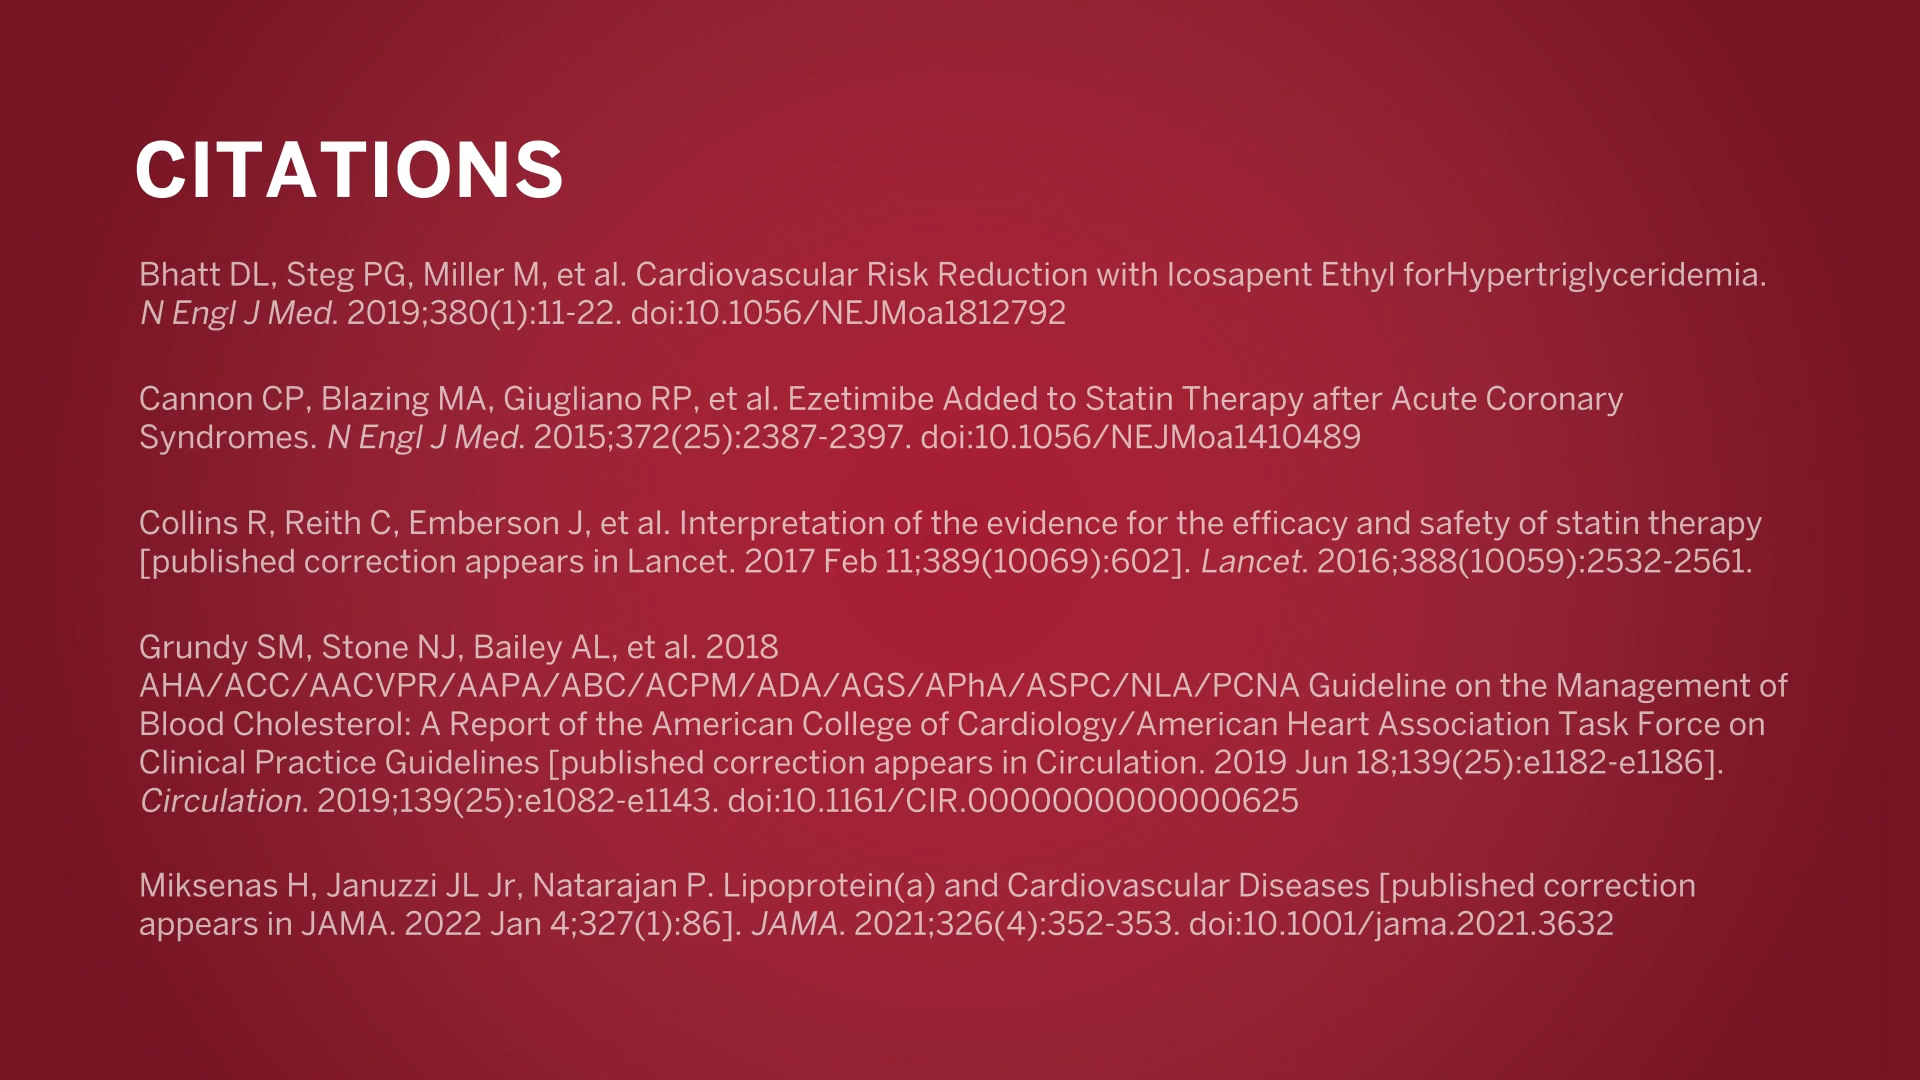 CITATIONS
Bhatt DL, Steg PG, Miller M, et al. Cardiovascular Risk Reduction with Icosapent Ethyl forHypertriglyceridemia.
N Engl J Med. 2019;380(1):11-22. doi:10.1056/NEJMoa1812792
Cannon CP, Blazing MA, Giugliano RP, et al. Ezetimibe Added to Statin Therapy after Acute Coronary
Syndromes. N Engl J Med. 2015;372(25):2387-2397. doi:10.1056/NEJMoa1410489
Collins R, Reith C, Emberson J, et al. Interpretation of the evidence for the efficacy and safety of statin therapy
[published correction appears in Lancet. 2017 Feb 11;389(10069):602]. Lancet. 2016;388(10059):2532-2561.
Grundy SM, Stone NJ, Bailey AL, et al. 2018
AHA/ACC/AACVPR/AAPA/ABC/ACPM/ADA/AGS/APhA/ASPC/NLA/PCNA Guideline on the Management of
Blood Cholesterol: A Report of the American College of Cardiology/American Heart Association Task Force on
Clinical Practice Guidelines [published correction appears in Circulation. 2019 Jun 18;139(25):e1182-e1186].
Circulation. 2019;139(25):e1082-e1143. doi:10.1161/CIR.0000000000000625
Miksenas H, Januzzi JL Jr, Natarajan P. Lipoprotein(a) and Cardiovascular Diseases [published correction
appears in JAMA. 2022 Jan 4;327(1):86]. JAMA. 2021;326(4):352-353. doi:10.1001/jama.2021.3632